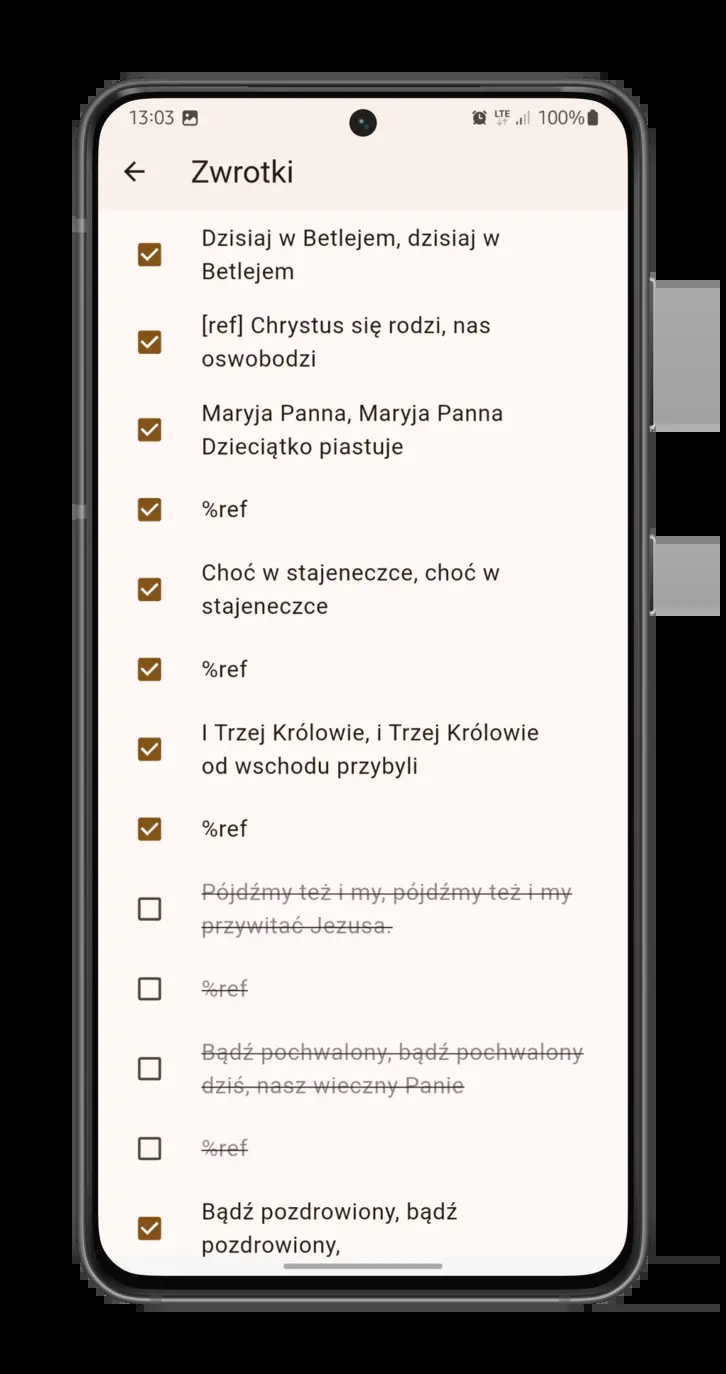 13:03 LTE 100%
Zwrotki
Dzisiaj w Betlejem, dzisiaj w
Betlejem
[ref] Chrystus się rodzi, nas
oswobodzi
Maryja Panna, Maryja Panna
Dzieciątko piastuje
%ref
Choć w stajeneczce, choć w
stajeneczce
%ref
I Trzej Królowie, i Trzej Królowie
od wschodu przybyli
%ref
Pójdźmy też i my, pójdźmy też i my
przywitać Jezusa.
%ref
Bądź pochwalony, bądź pochwalony
dziś, nasz wieczny Panie
%ref
Bądź pozdrowiony, bądź
pozdrowiony,